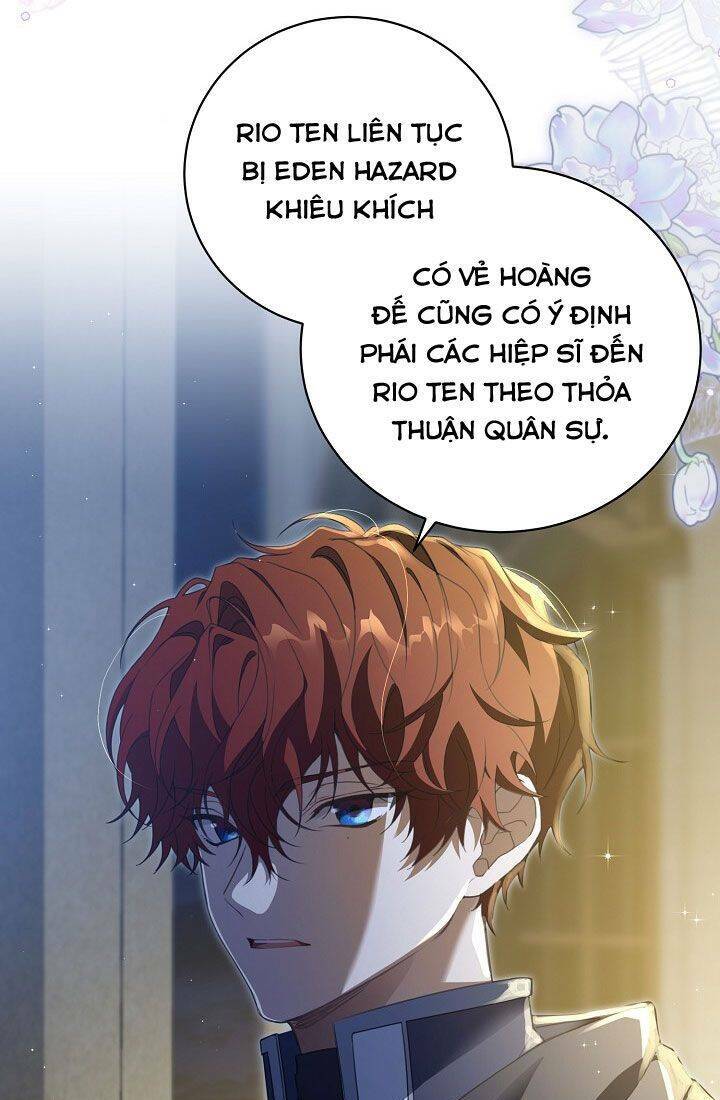 RIO TEN LIÊN TỤC
BỊ EDEN HAZARD
KHIÊU KHÍCH
CÓ VẺ HOÀNG
ĐẾ CŨNG CÓ Ý ĐỊNH
PHÁI CÁC HIỆP SĨ ĐẾN
RIO TEN THEO THỎA
THUẬN QUÂN SỰ.